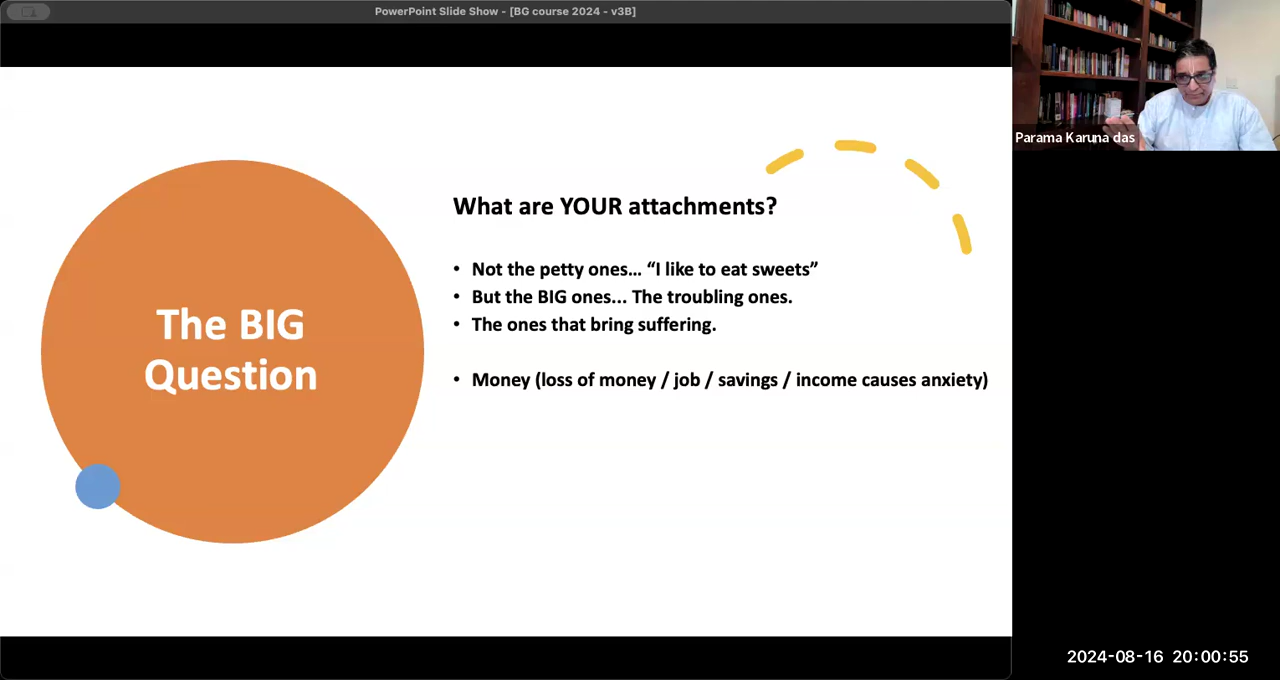 PowerPoint Slide Show - [BG course 2024 - v3B]
Parama Karuna das
What are YOUR attachments?
• Not the petty ones… “I like to eat sweets”
• But the BIG ones... The troubling ones.
• The ones that bring suffering.
The BIG
Question
• Money (loss of money / job / savings / income causes anxiety)
2024-08-16 20:00:55